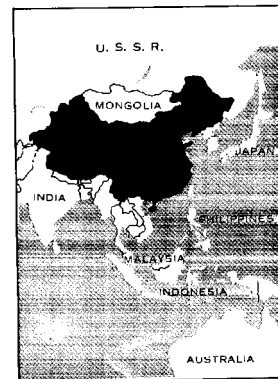 U. S. S. R.
MONGOLIA
JAPAN
INDIA
PHILIPPINES
MALAYSIA
INDONESIA
AUSTRALIA